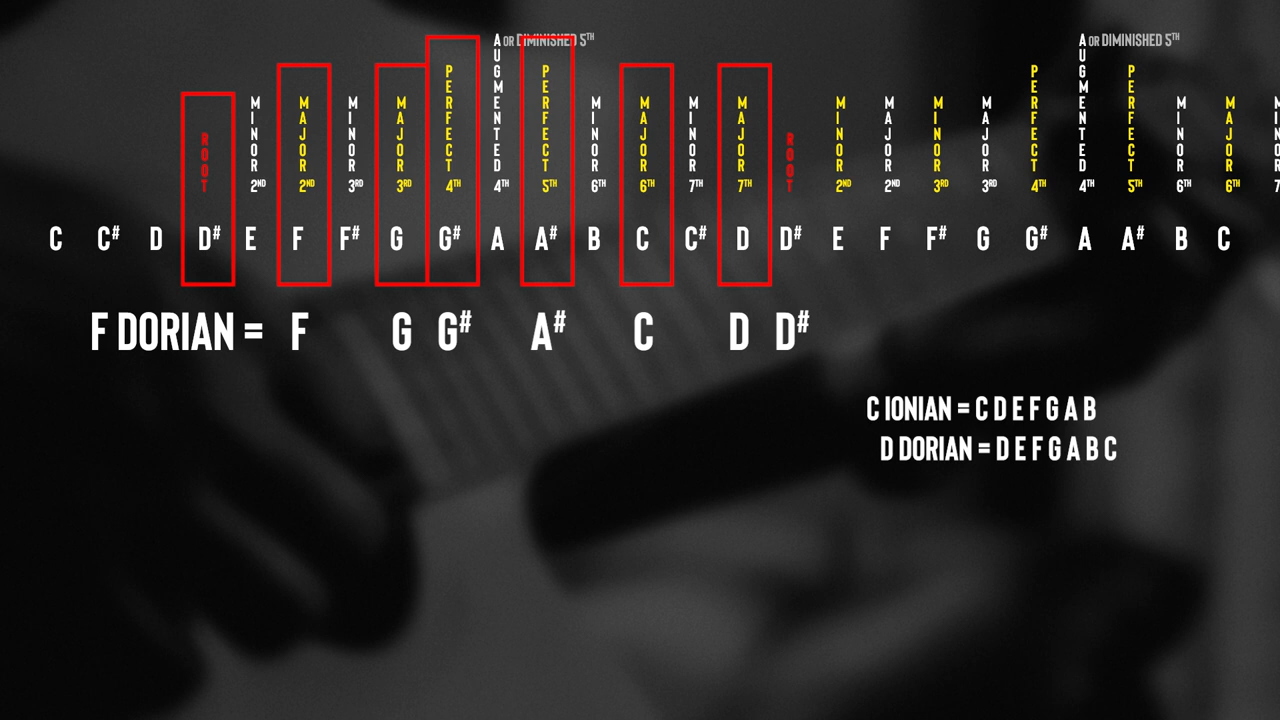 OR DIMINISHED 5TH OR DIMINISHED 5TH
ROOT MINOR 2ND MAJOR 2ND MINOR 3RD MAJOR 3RD PERFECT 4TH AUGMENTED 4TH PERFECT 5TH MINOR 6TH MAJOR 6TH MINOR 7TH MAJOR 7TH ROOT MINOR 2ND MAJOR 2ND MINOR 3RD MAJOR 3RD PERFECT 4TH AUGMENTED 4TH PERFECT 5TH MINOR 6TH MAJOR 6TH
C C# D D# E F F# G G# A A# B C C# D D# E F F# G G# A A# B C
F DORIAN = F G G# A# C D D#
C IONIAN = C D E F G A B
D DORIAN = D E F G A B C